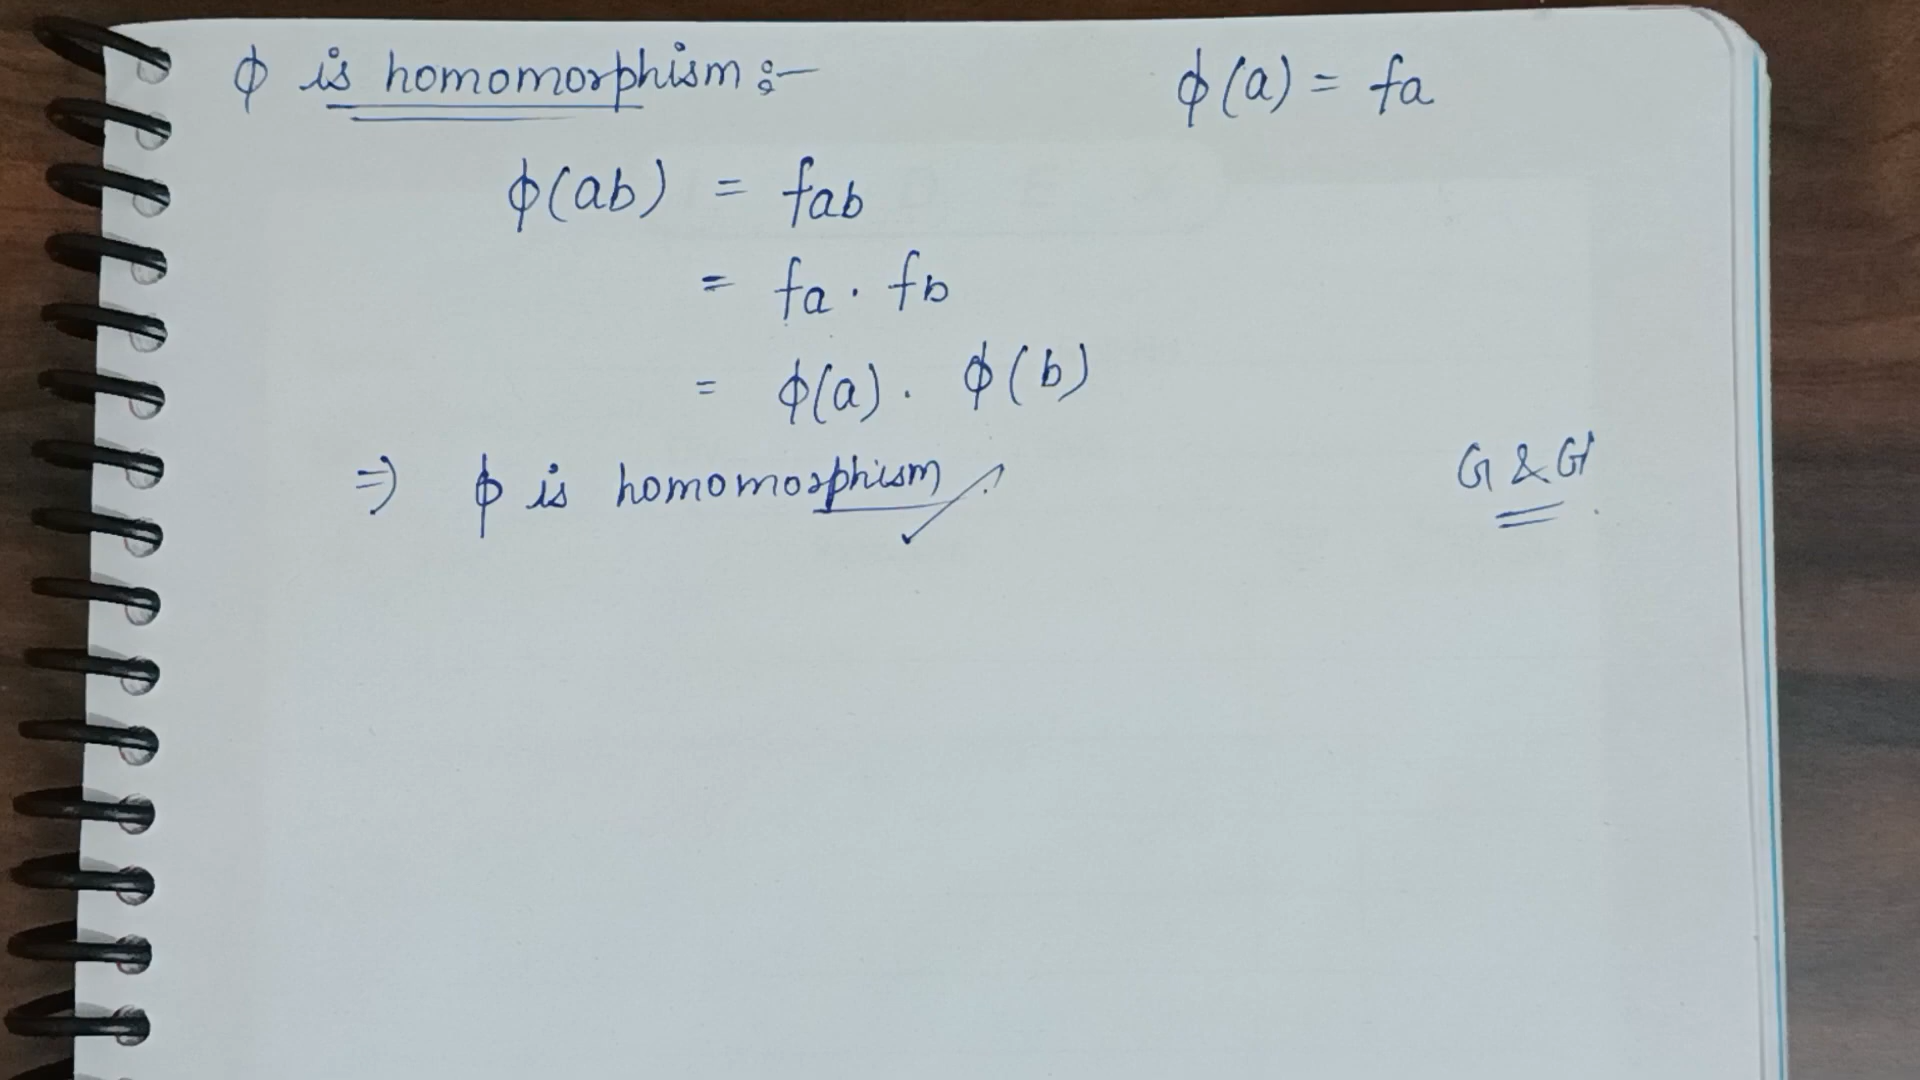 ϕ is homomorphism :- ϕ(a) = fa
ϕ(ab) = fab
= fa · fb
= ϕ(a) · ϕ(b)
⇒ ϕ is homomorphism
G & G'